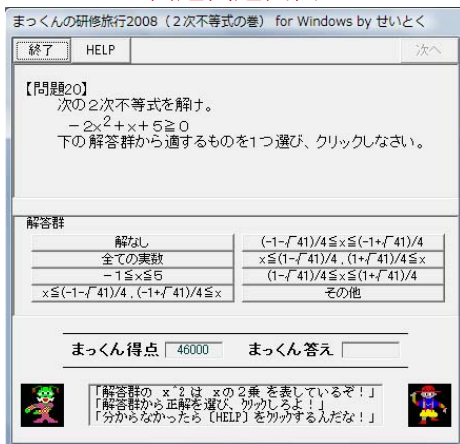 まっくんの研修旅行2008（２次不等式の巻） for Windows by せいとく
終了 HELP 次へ
【問題20】
次の２次不等式を解け。
－2x²＋x＋5≧0
下の解答群から適するものを1つ選び、クリックしなさい。
解答群
解なし
全ての実数
－１≦x≦5
x≦(-1-√41)/4 , (-1+√41)/4≦x
(-1-√41)/4≦x≦(-1+√41)/4
x≦(1-√41)/4 , (1+√41)/4≦x
(1-√41)/4≦x≦(1+√41)/4
その他
まっくん得点 46000 まっくん答え
「解答群の x^2 は xの2乗 を表しているぞ！」
「解答群から正解を選び、クリックしろよ！」
「分からなかったら [HELP] をクリックするんだな！」